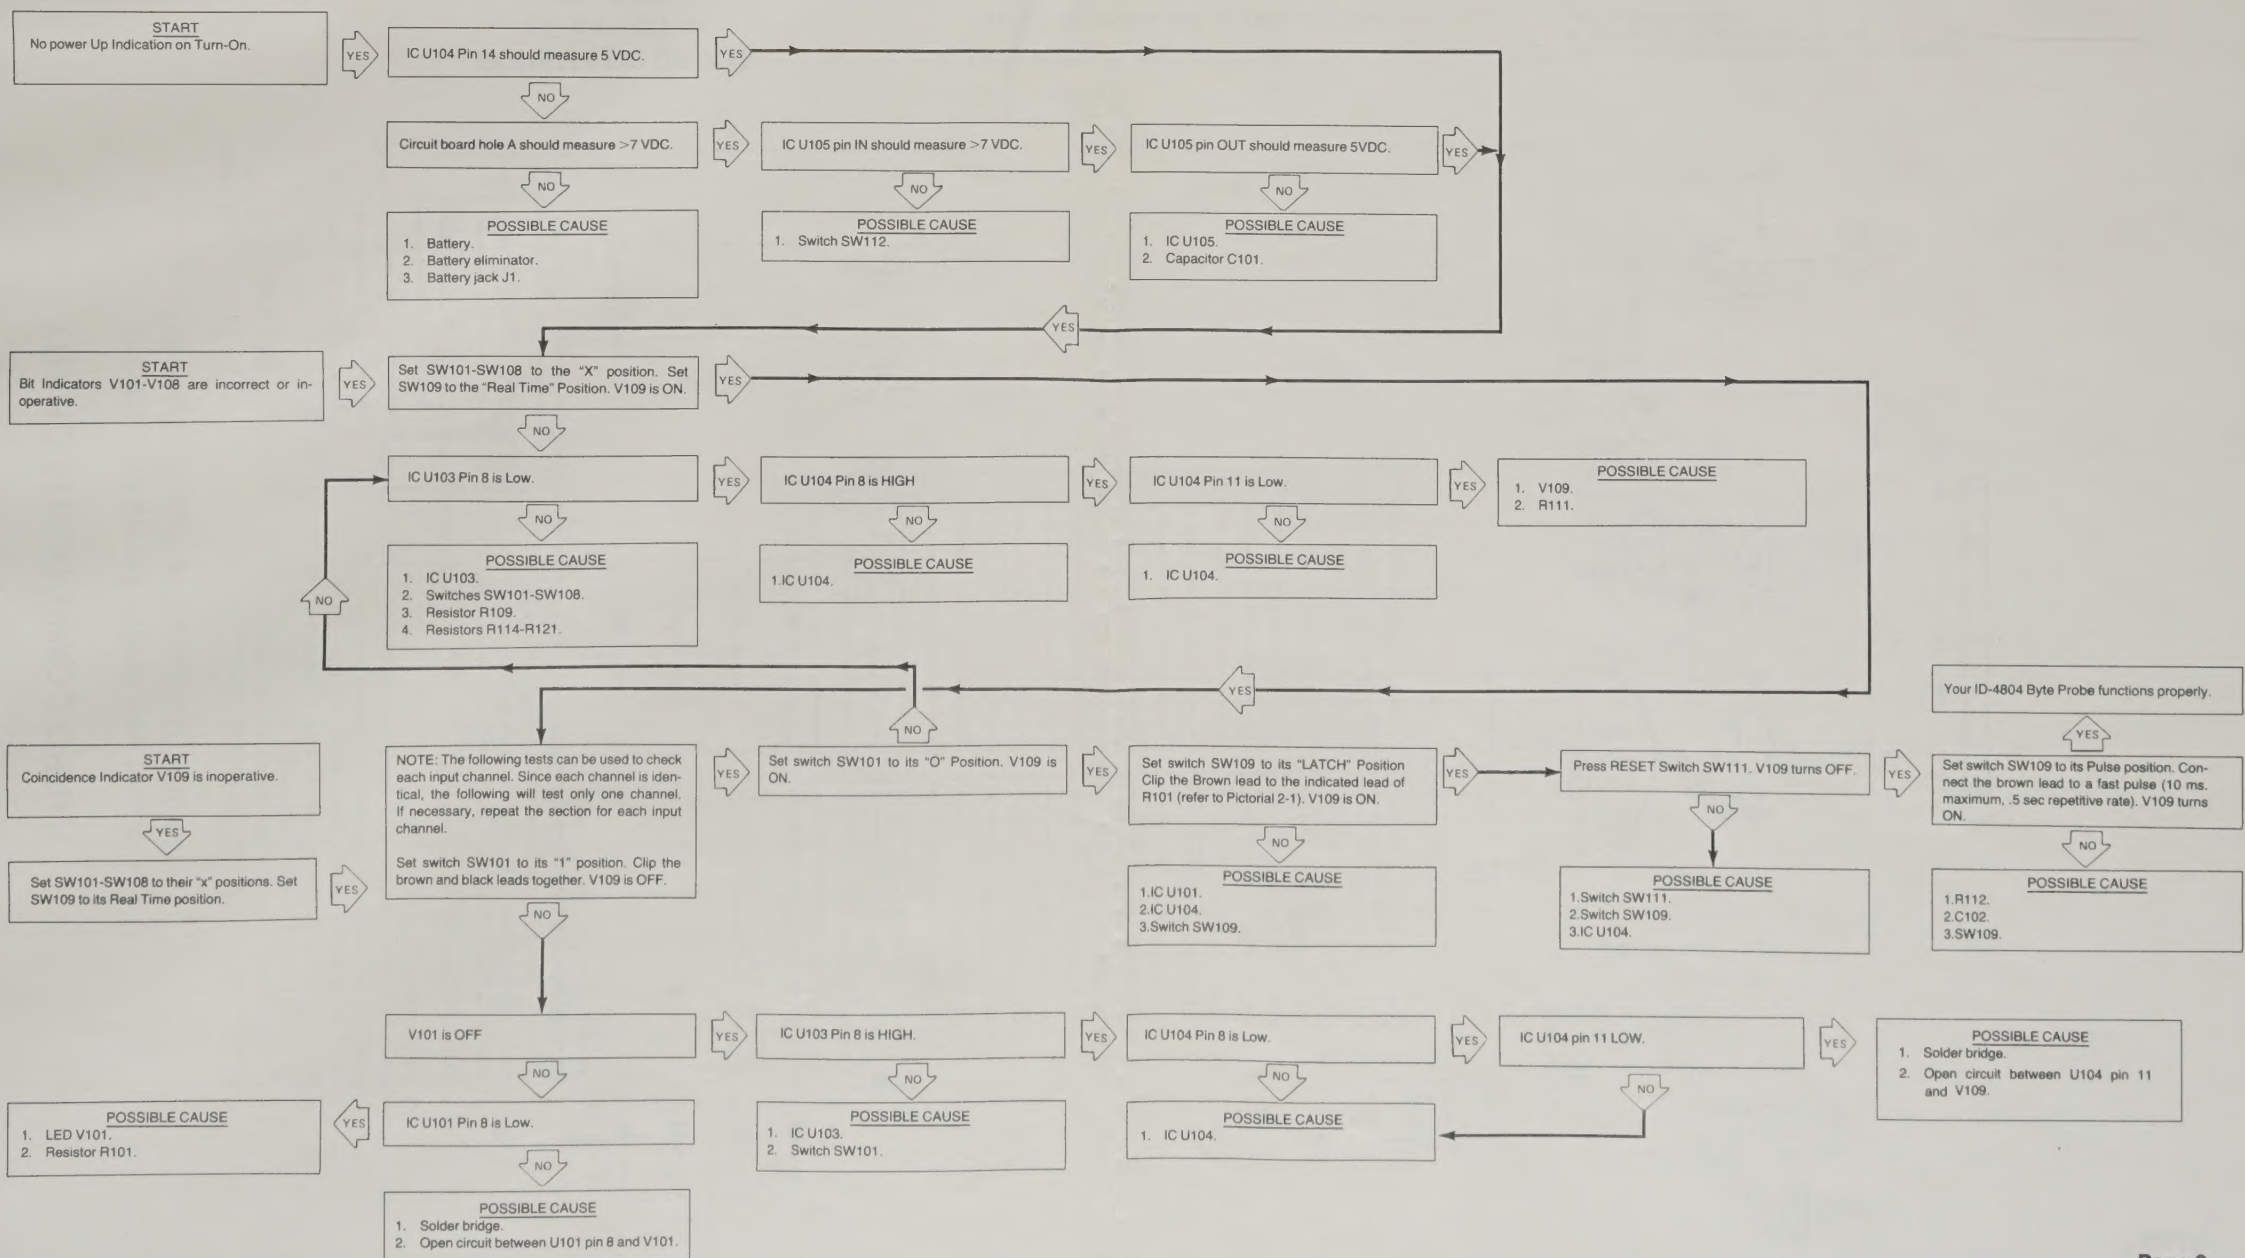 START
No power Up Indication on Turn-On.
YES
IC U104 Pin 14 should measure 5 VDC.
YES
NO
Circuit board hole A should measure >7 VDC.
YES
IC U105 pin IN should measure >7 VDC.
YES
IC U105 pin OUT should measure 5VDC.
YES
NO
NO
NO
POSSIBLE CAUSE
1. Battery.
2. Battery eliminator.
3. Battery jack J1.
POSSIBLE CAUSE
1. Switch SW112.
POSSIBLE CAUSE
1. IC U105.
2. Capacitor C101.
YES
START
Bit Indicators V101-V108 are incorrect or in-
operative.
YES
Set SW101-SW108 to the “X” position. Set
SW109 to the “Real Time” Position. V109 is ON.
YES
NO
IC U103 Pin 8 is Low.
YES
IC U104 Pin 8 is HIGH
YES
IC U104 Pin 11 is Low.
YES
POSSIBLE CAUSE
1. V109.
2. R111.
NO
NO
NO
POSSIBLE CAUSE
1. IC U103.
2. Switches SW101-SW108.
3. Resistor R109.
4. Resistors R114-R121.
POSSIBLE CAUSE
1.IC U104.
POSSIBLE CAUSE
1. IC U104.
NO
YES
Your ID-4804 Byte Probe functions properly.
NO
YES
START
Coincidence Indicator V109 is inoperative.
YES
Set SW101-SW108 to their “x” positions. Set
SW109 to its Real Time position.
YES
NOTE: The following tests can be used to check
each input channel. Since each channel is iden-
tical, the following will test only one channel.
If necessary, repeat the section for each input
channel.
Set switch SW101 to its “1” position. Clip the
brown and black leads together. V109 is OFF.
YES
Set switch SW101 to its “O” Position. V109 is
ON.
YES
Set switch SW109 to its “LATCH” Position
Clip the Brown lead to the indicated lead of
R101 (refer to Pictorial 2-1). V109 is ON.
YES
Press RESET Switch SW111. V109 turns OFF.
YES
Set switch SW109 to its Pulse position. Con-
nect the brown lead to a fast pulse (10 ms.
maximum, .5 sec repetitive rate). V109 turns
ON.
NO
NO
NO
NO
POSSIBLE CAUSE
1.IC U101.
2.IC U104.
3.Switch SW109.
POSSIBLE CAUSE
1.Switch SW111.
2.Switch SW109.
3.IC U104.
POSSIBLE CAUSE
1.R112.
2.C102.
3.SW109.
V101 is OFF
YES
IC U103 Pin 8 is HIGH.
YES
IC U104 Pin 8 is Low.
YES
IC U104 pin 11 LOW.
YES
POSSIBLE CAUSE
1. Solder bridge.
2. Open circuit between U104 pin 11
and V109.
NO
NO
NO
NO
POSSIBLE CAUSE
1. LED V101.
2. Resistor R101.
YES
IC U101 Pin 8 is Low.
POSSIBLE CAUSE
1. IC U103.
2. Switch SW101.
POSSIBLE CAUSE
1. IC U104.
NO
POSSIBLE CAUSE
1. Solder bridge.
2. Open circuit between U101 pin 8 and V101.